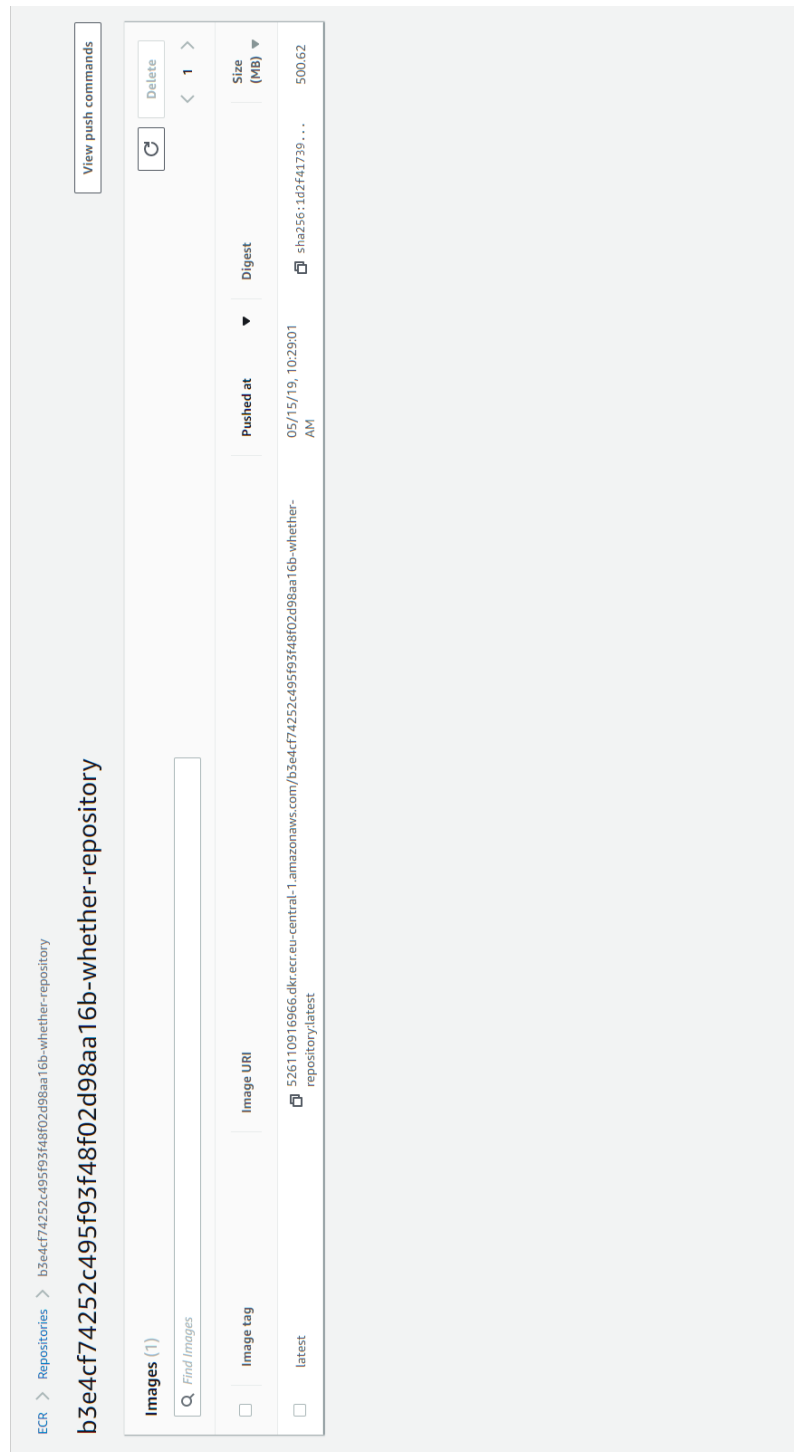 ECR > Repositories > b3e4cf74252c495f93f48f02d98aa16b-whether-repository
b3e4cf74252c495f93f48f02d98aa16b-whether-repository
View push commands
Images (1)
Delete
Find Images
1
Image tag
Image URI
Pushed at
Digest
Size
(MB)
latest
526110916966.dkr.ecr.eu-central-1.amazonaws.com/b3e4cf74252c495f93f48f02d98aa16b-whether-
repository:latest
05/15/19, 10:29:01
AM
sha256:1d2f41739...
500.62